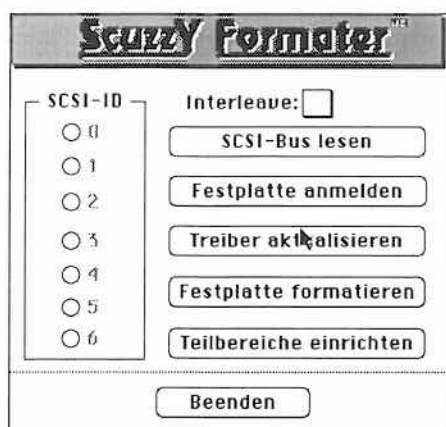 ScuzzY Formater
SCSI-ID
0
1
2
3
4
5
6
Interleave:
SCSI-Bus lesen
Festplatte anmelden
Treiber aktualisieren
Festplatte formatieren
Teilbereiche einrichten
Beenden